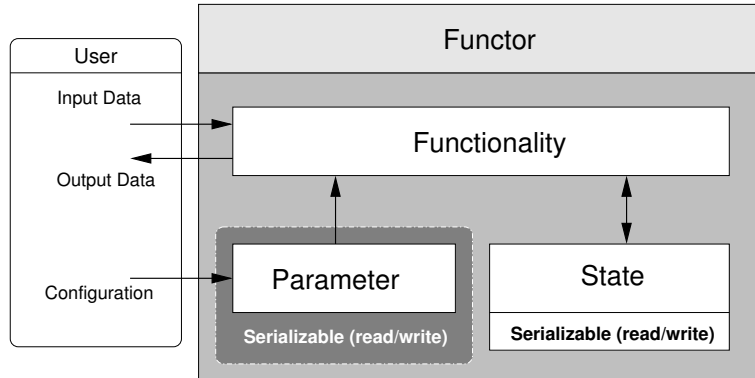 Functor
User
Input Data
Output Data
Configuration
Functionality
Parameter
Serializable (read/write)
State
Serializable (read/write)